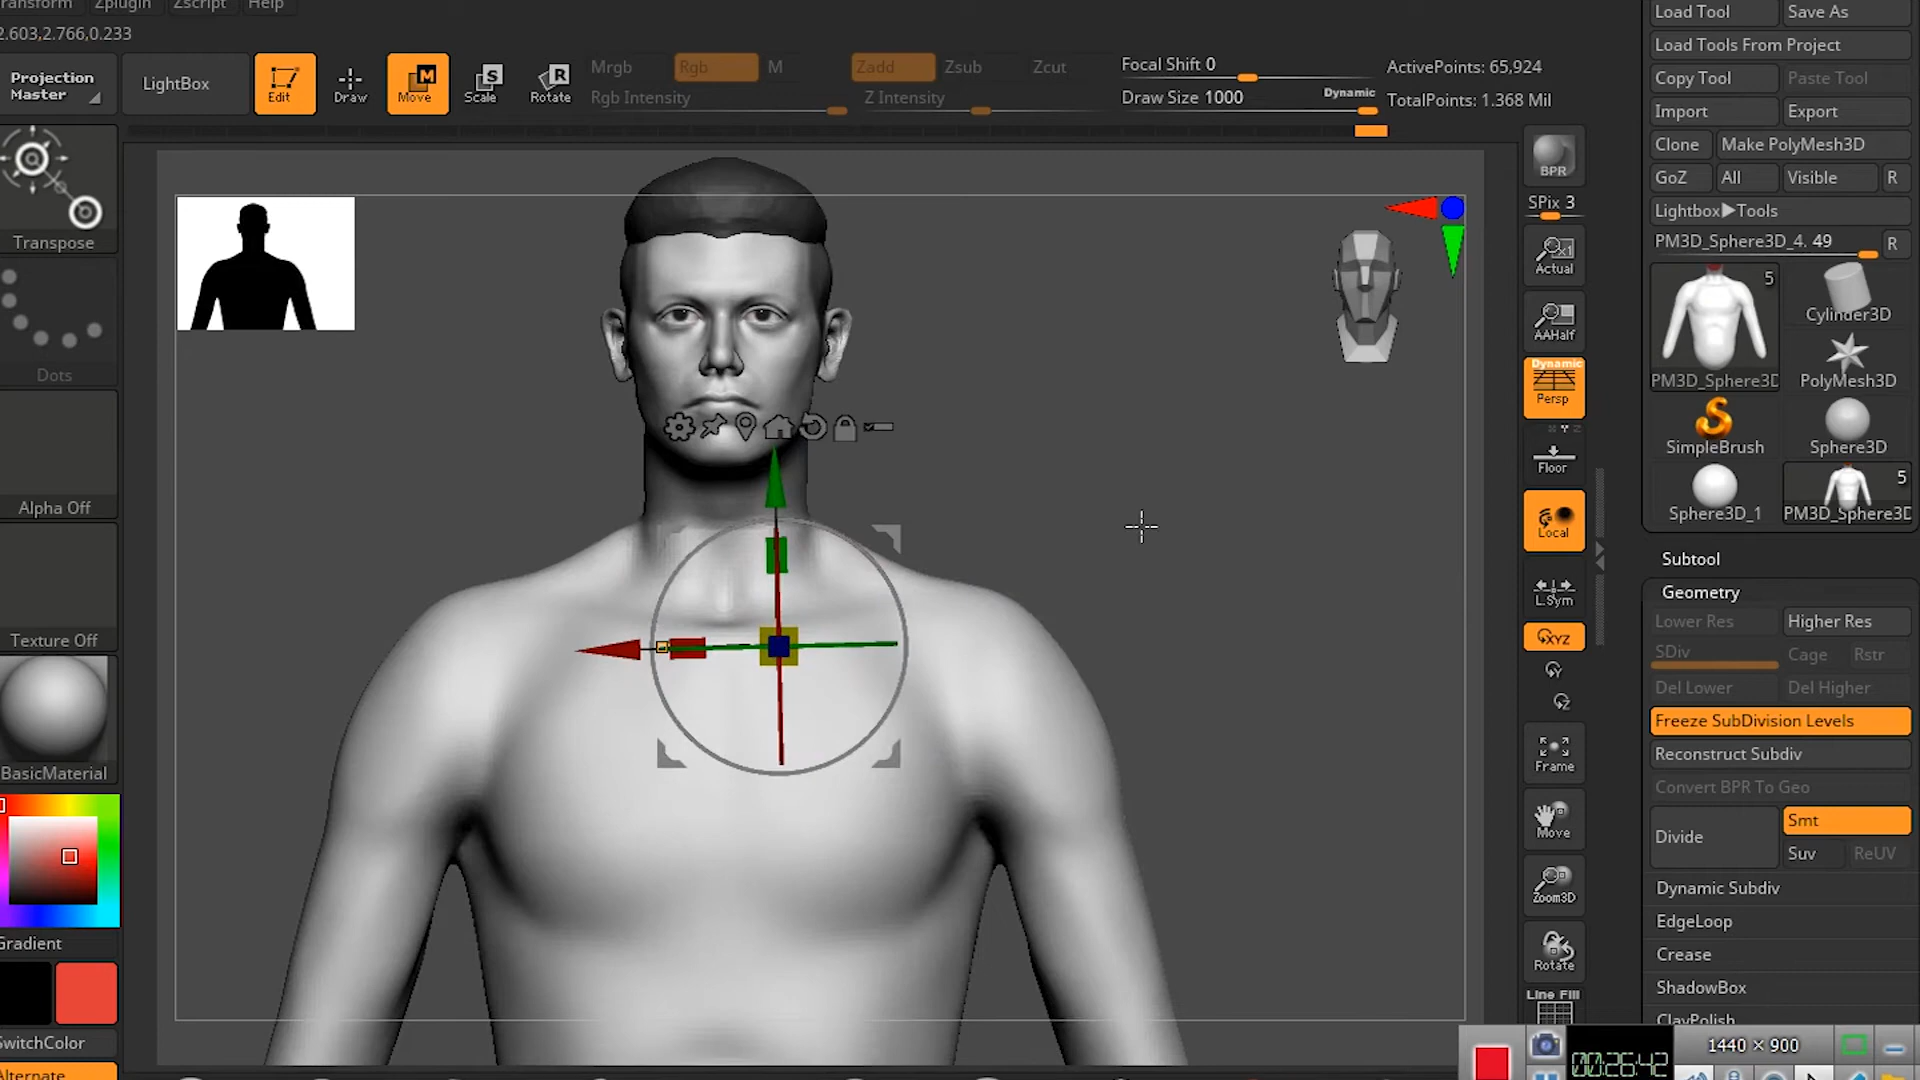 ransform Zplugin Zscript Help
2.603,2.766,0.233
Projection
Master
LightBox
Edit
Draw
M
Move
S
Scale
R
Rotate
Mrgb Rgb M
Rgb Intensity
Zadd Zsub Zcut
Z Intensity
Focal Shift 0
Draw Size 1000
Dynamic
ActivePoints: 65,924
TotalPoints: 1.368 Mil
Transpose
Dots
Alpha Off
Texture Off
BasicMaterial
Gradient
SwitchColor
Alternate
BPR
SPix 3
x1
Actual
AAHalf
Dynamic
Persp
X Y Z
Floor
Local
L.Sym
XYZ
Y
Z
Frame
Move
Zoom3D
Rotate
Line Fill
Load Tool Save As
Load Tools From Project
Copy Tool Paste Tool
Import Export
Clone Make PolyMesh3D
GoZ All Visible R
Lightbox▶Tools
PM3D_Sphere3D_4. 49 R
5
PM3D_Sphere3D
Cylinder3D
PolyMesh3D
SimpleBrush
Sphere3D
Sphere3D_1
5
PM3D_Sphere3D
Subtool
Geometry
Lower Res Higher Res
SDiv Cage Rstr
Del Lower Del Higher
Freeze SubDivision Levels
Reconstruct Subdiv
Convert BPR To Geo
Divide Smt
Suv ReUV
Dynamic Subdiv
EdgeLoop
Crease
ShadowBox
ClayPolish
00:26:42
1440 × 900